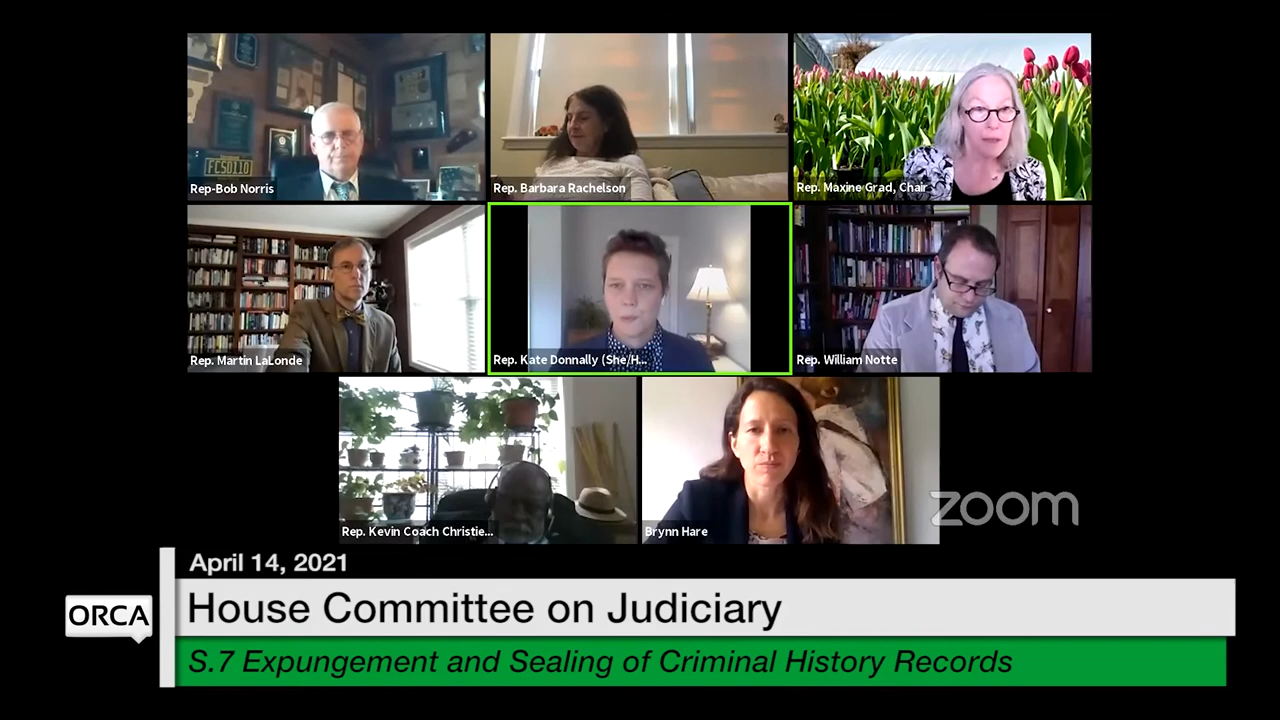 FCSO110
Rep-Bob Norris
Rep. Barbara Rachelson
Rep. Maxine Grad, Chair
Rep. Martin LaLonde
Rep. Kate Donnally (She/H...
Rep. William Notte
Rep. Kevin Coach Christie...
Brynn Hare
zoom
April 14, 2021
ORCA
House Committee on Judiciary
S.7 Expungement and Sealing of Criminal History Records